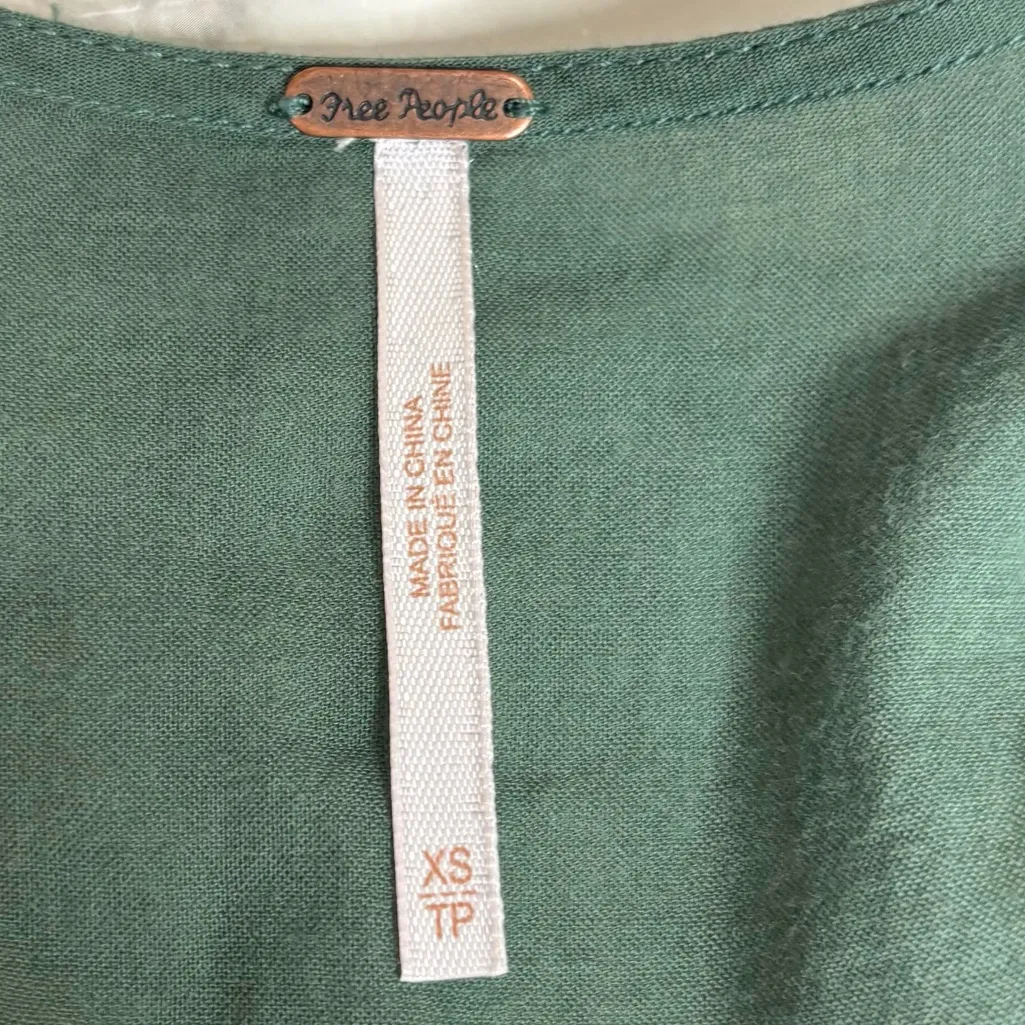 Free People
MADE IN CHINA
FABRIQUÉ EN CHINE
XS
TP